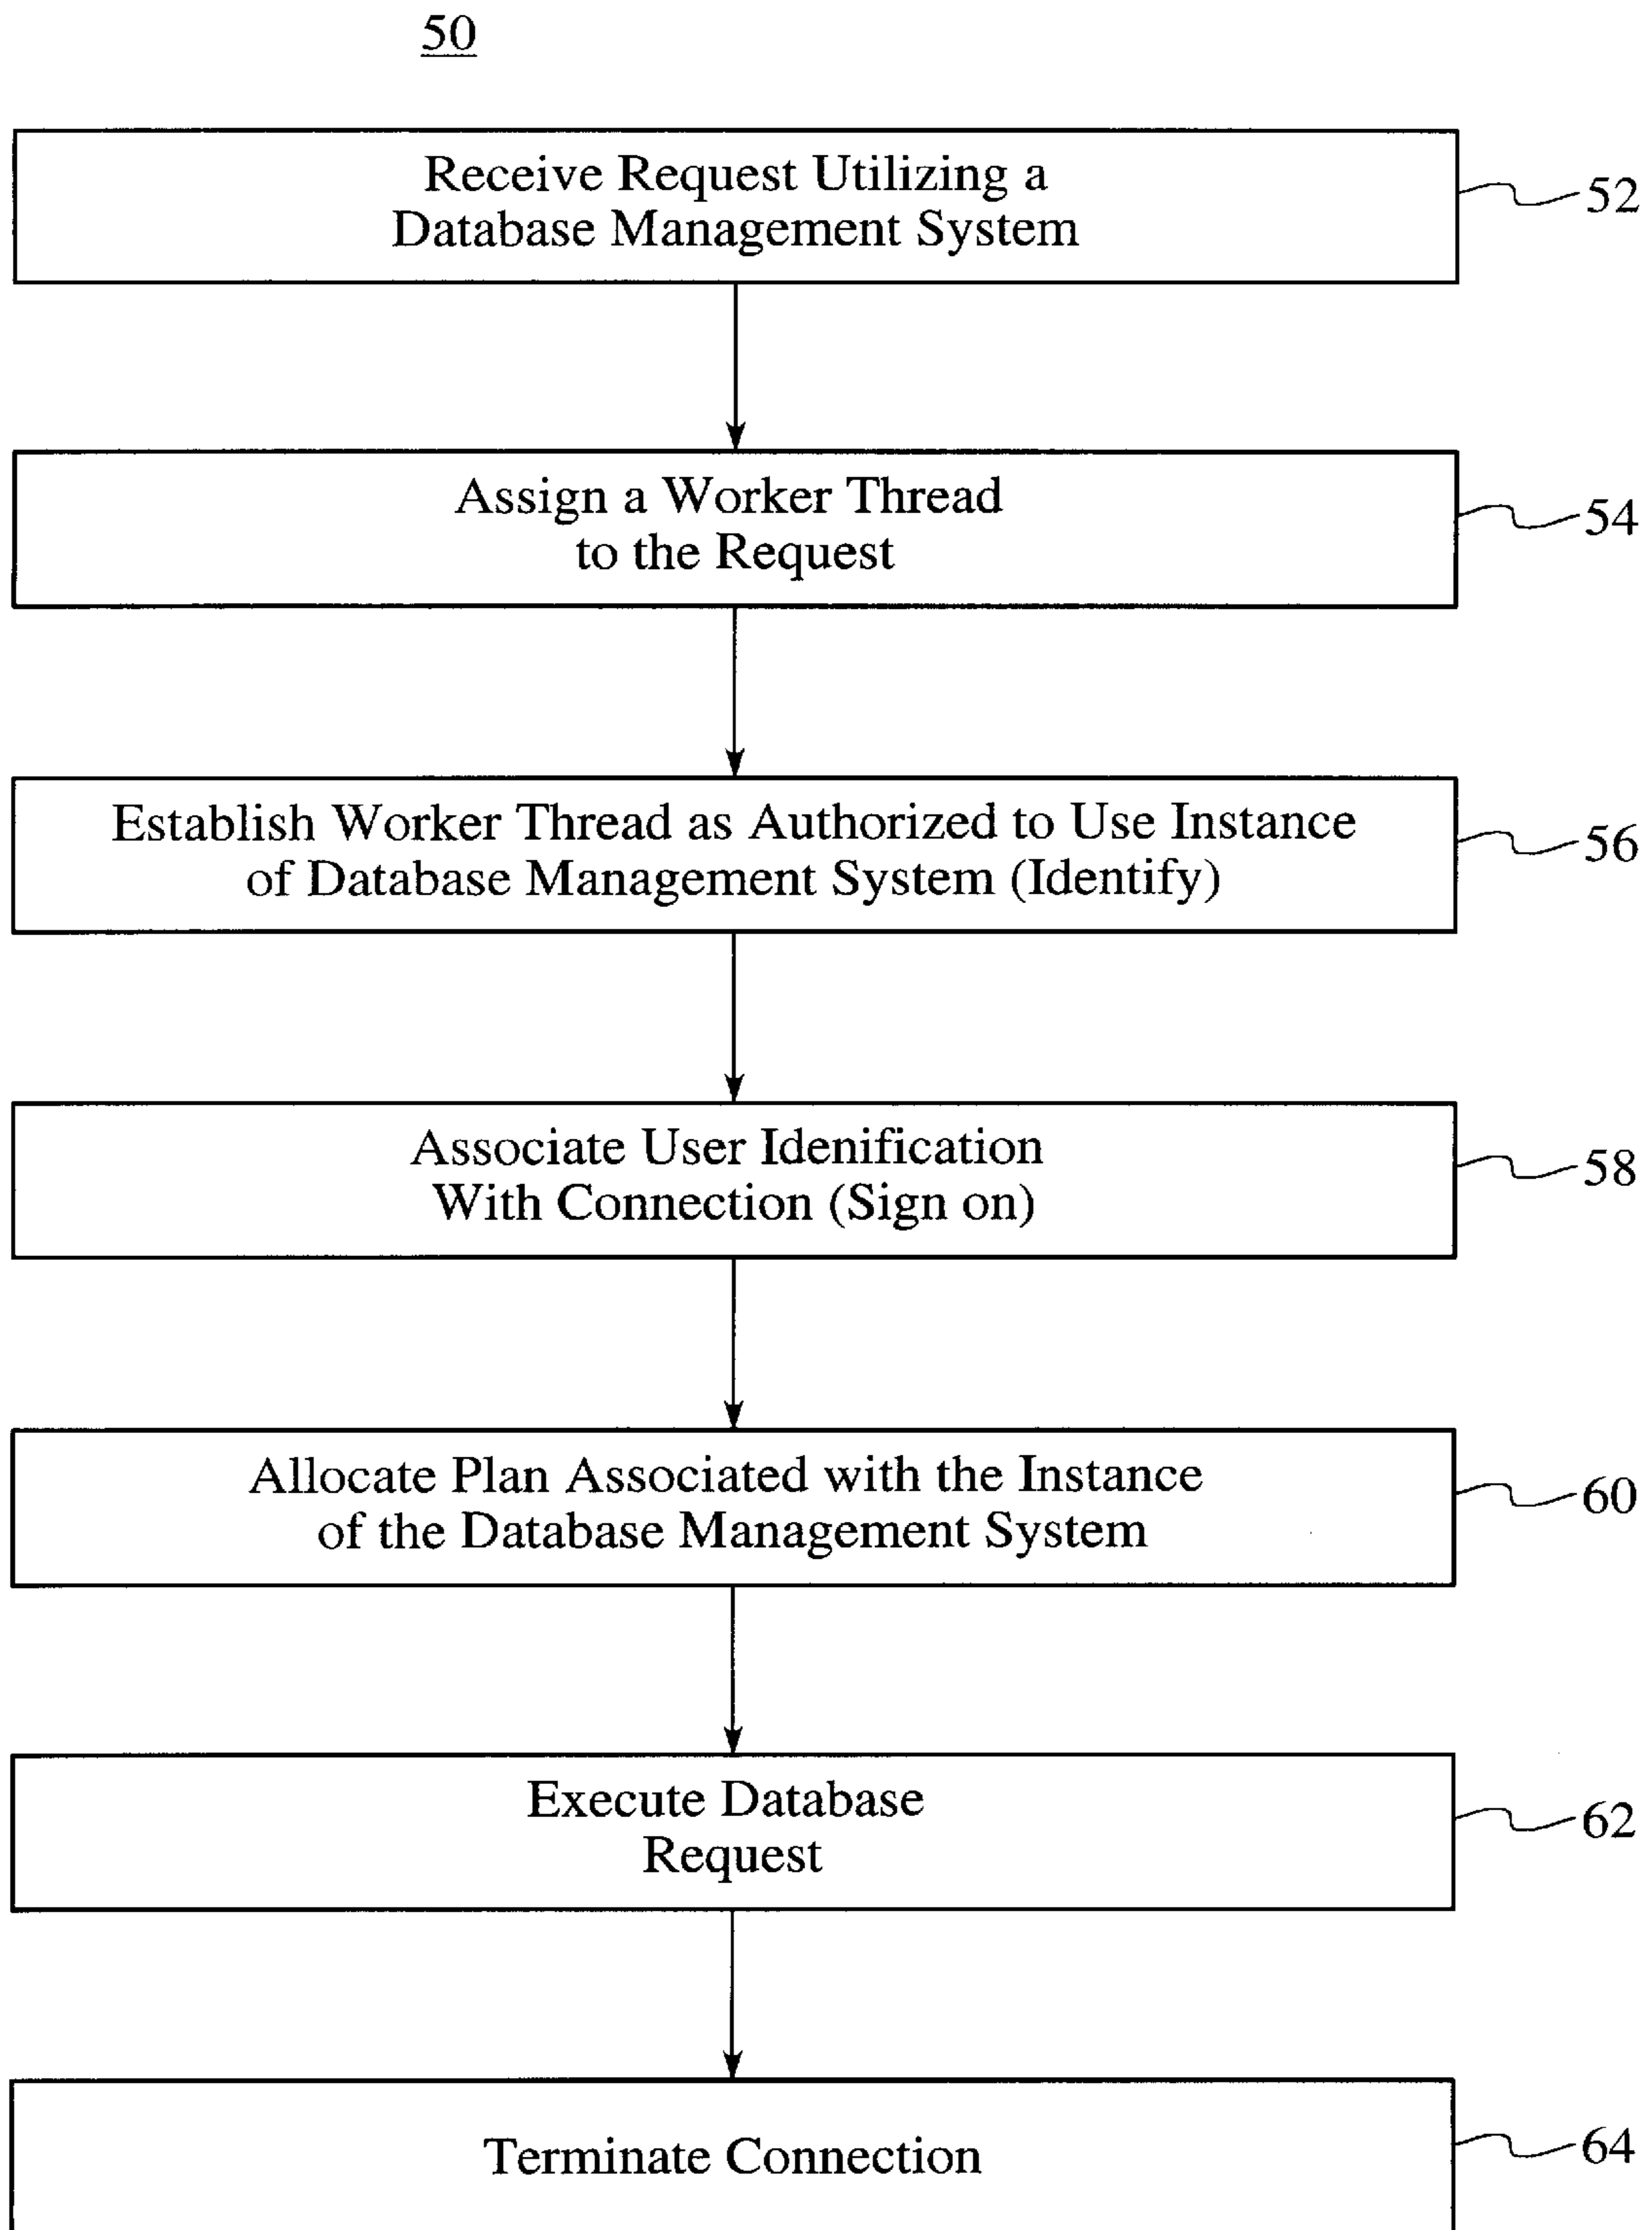 50
Receive Request Utilizing a
Database Management System
52
Assign a Worker Thread
to the Request
54
Establish Worker Thread as Authorized to Use Instance
of Database Management System (Identify)
56
Associate User Idenification
With Connection (Sign on)
58
Allocate Plan Associated with the Instance
of the Database Management System
60
Execute Database
Request
62
Terminate Connection
64